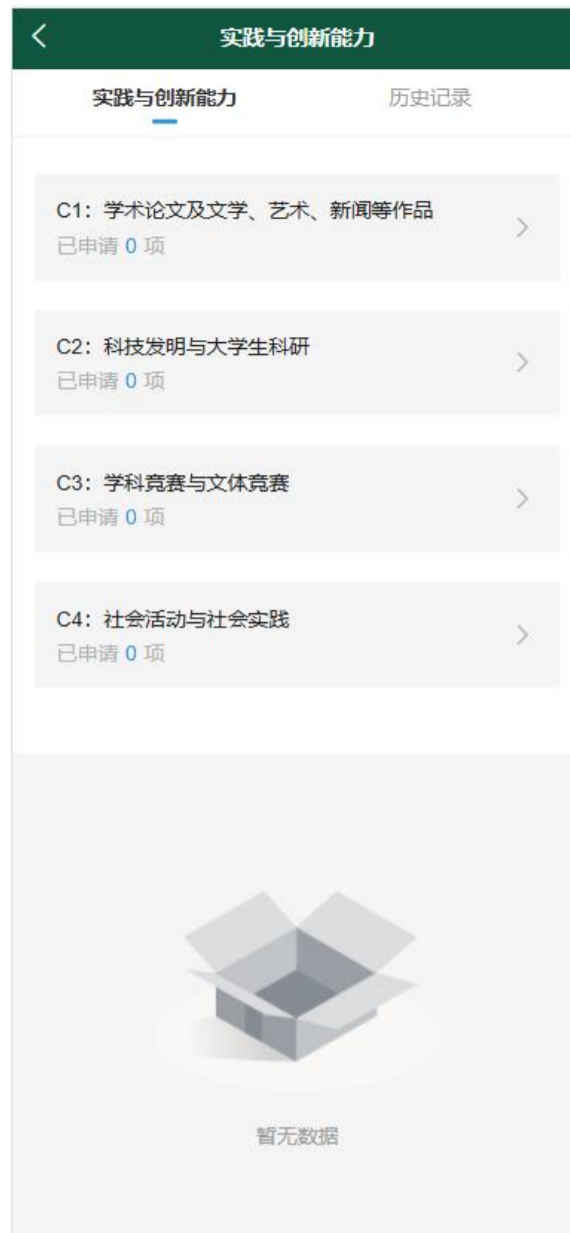 实践与创新能力
实践与创新能力 历史记录
C1：学术论文及文学、艺术、新闻等作品
已申请 0 项
C2：科技发明与大学生科研
已申请 0 项
C3：学科竞赛与文体竞赛
已申请 0 项
C4：社会活动与社会实践
已申请 0 项
暂无数据